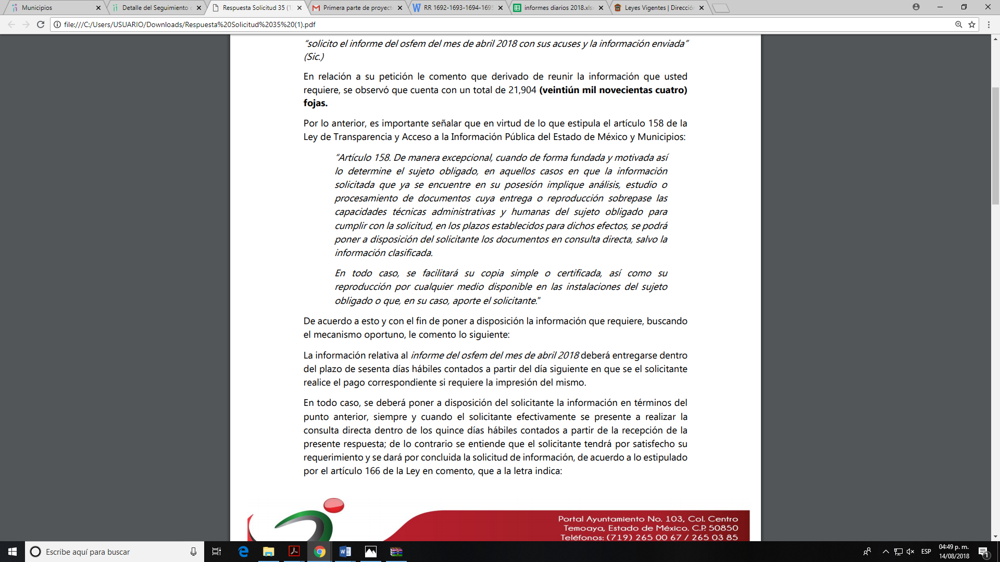 Municipios
Detalle del Seguimiento d
Respuesta Solicitud 35 (1
Primera parte de proyect
RR 1692-1693-1694-1695
informes diarios 2018.xls
Leyes Vigentes | Direcció
file:///C:/Users/USUARIO/Downloads/Respuesta%20Solicitud%2035%20(1).pdf
“solicito el informe del osfem del mes de abril 2018 con sus acuses y la información enviada”
(Sic.)
En relación a su petición le comento que derivado de reunir la información que usted
requiere, se observó que cuenta con un total de 21,904 (veintiún mil novecientas cuatro)
fojas.
Por lo anterior, es importante señalar que en virtud de lo que estipula el artículo 158 de la
Ley de Transparencia y Acceso a la Información Pública del Estado de México y Municipios:
“Artículo 158. De manera excepcional, cuando de forma fundada y motivada así
lo determine el sujeto obligado, en aquellos casos en que la información
solicitada que ya se encuentre en su posesión implique análisis, estudio o
procesamiento de documentos cuya entrega o reproducción sobrepase las
capacidades técnicas administrativas y humanas del sujeto obligado para
cumplir con la solicitud, en los plazos establecidos para dichos efectos, se podrá
poner a disposición del solicitante los documentos en consulta directa, salvo la
información clasificada.
En todo caso, se facilitará su copia simple o certificada, así como su
reproducción por cualquier medio disponible en las instalaciones del sujeto
obligado o que, en su caso, aporte el solicitante."
De acuerdo a esto y con el fin de poner a disposición la información que requiere, buscando
el mecanismo oportuno, le comento lo siguiente:
La información relativa al informe del osfem del mes de abril 2018 deberá entregarse dentro
del plazo de sesenta días hábiles contados a partir del día siguiente en que se el solicitante
realice el pago correspondiente si requiere la impresión del mismo.
En todo caso, se deberá poner a disposición del solicitante la información en términos del
punto anterior, siempre y cuando el solicitante efectivamente se presente a realizar la
consulta directa dentro de los quince días hábiles contados a partir de la recepción de la
presente respuesta; de lo contrario se entiende que el solicitante tendrá por satisfecho su
requerimiento y se dará por concluida la solicitud de información, de acuerdo a lo estipulado
por el artículo 166 de la Ley en comento, que a la letra indica:
Portal Ayuntamiento No. 103, Col. Centro
Temoaya, Estado de México. C.P. 50850
Teléfonos: (719) 265 00 67 / 265 03 85
Escribe aquí para buscar
ESP
04:49 p. m.
14/08/2018
1